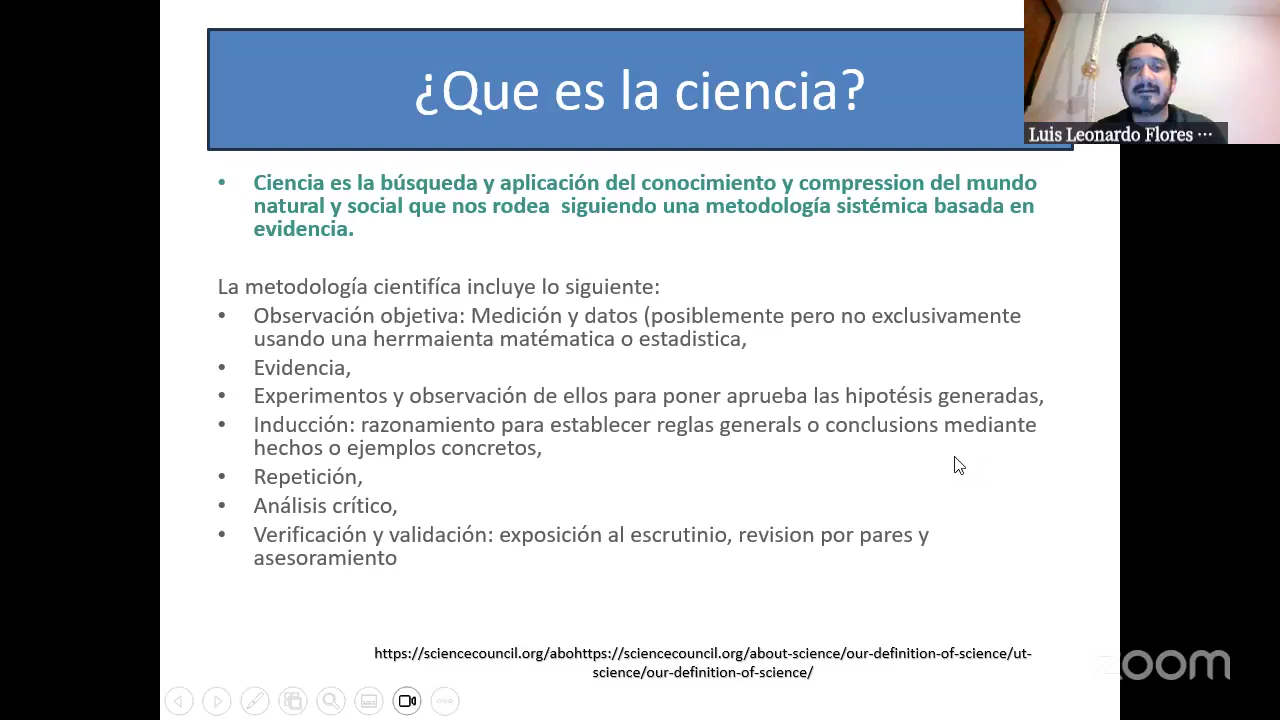 ¿Que es la ciencia?
Luis Leonardo Flores ···
• Ciencia es la búsqueda y aplicación del conocimiento y compression del mundo
natural y social que nos rodea siguiendo una metodología sistémica basada en
evidencia.
La metodología cientifíca incluye lo siguiente:
• Observación objetiva: Medición y datos (posiblemente pero no exclusivamente
usando una herrmaienta matématica o estadistica,
• Evidencia,
• Experimentos y observación de ellos para poner aprueba las hipotésis generadas,
• Inducción: razonamiento para establecer reglas generals o conclusions mediante
hechos o ejemplos concretos,
• Repetición,
• Análisis crítico,
• Verificación y validación: exposición al escrutinio, revision por pares y
asesoramiento
https://sciencecouncil.org/abohttps://sciencecouncil.org/about-science/our-definition-of-science/ut-
science/our-definition-of-science/
zoom